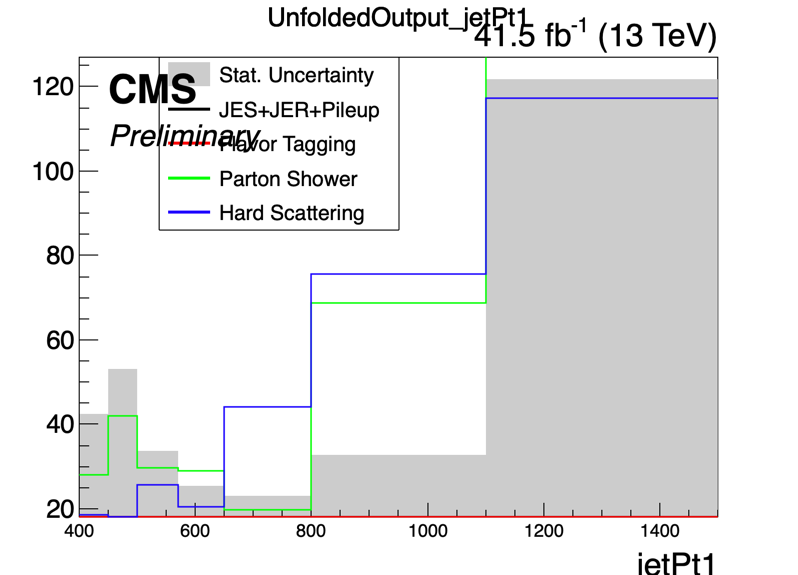 UnfoldedOutput_jetPt1
41.5 fb-1 (13 TeV)
CMS
Preliminary
Stat. Uncertainty
JES+JER+Pileup
Flavor Tagging
Parton Shower
Hard Scattering
120
100
80
60
40
20
400 600 800 1000 1200 1400
jetPt1